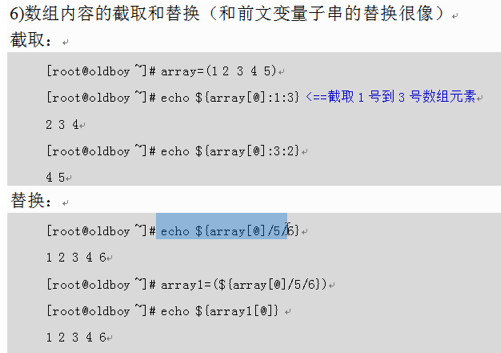 6)数组内容的截取和替换（和前文变量子串的替换很像）
截取：
[root@oldboy ~]# array=(1 2 3 4 5)
[root@oldboy ~]# echo ${array[@]:1:3} <==截取1号到3号数组元素
2 3 4
[root@oldboy ~]# echo ${array[@]:3:2}
4 5
替换：
[root@oldboy ~]# echo ${array[@]/5/6}
1 2 3 4 6
[root@oldboy ~]# array1=(${array[@]/5/6})
[root@oldboy ~]# echo ${array1[@]}
1 2 3 4 6